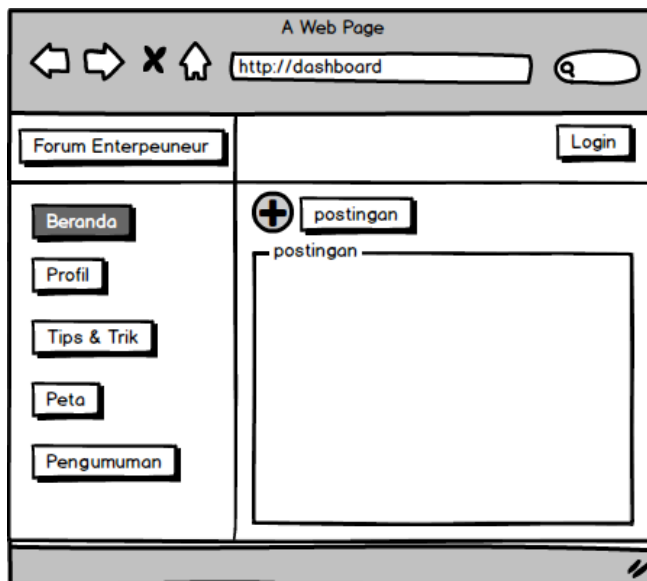 A Web Page
http://dashboard
Forum Enterpeuneur
Login
Beranda
postingan
postingan
Profil
Tips & Trik
Peta
Pengumuman